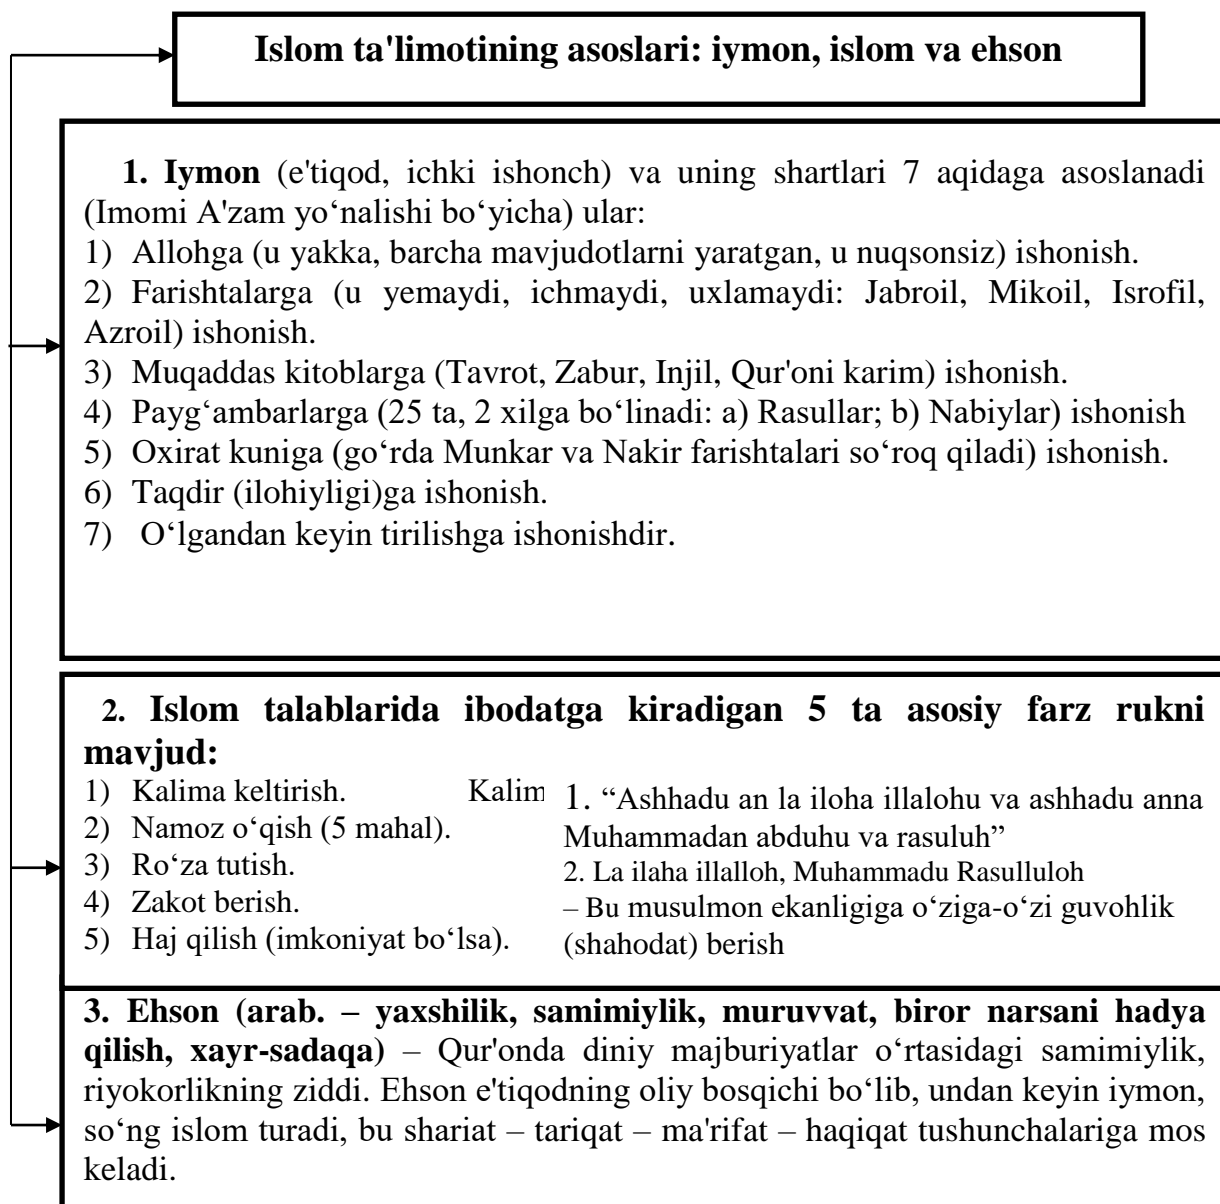 Islom ta'limotining asoslari: iymon, islom va ehson
1. Iymon (e'tiqod, ichki ishonch) va uning shartlari 7 aqidaga asoslanadi
(Imomi A'zam yo‘nalishi bo‘yicha) ular:
1) Allohga (u yakka, barcha mavjudotlarni yaratgan, u nuqsonsiz) ishonish.
2) Farishtalarga (u yemaydi, ichmaydi, uxlamaydi: Jabroil, Mikoil, Isrofil,
Azroil) ishonish.
3) Muqaddas kitoblarga (Tavrot, Zabur, Injil, Qur'oni karim) ishonish.
4) Payg‘ambarlarga (25 ta, 2 xilga bo‘linadi: a) Rasullar; b) Nabiylar) ishonish
5) Oxirat kuniga (go‘rda Munkar va Nakir farishtalari so‘roq qiladi) ishonish.
6) Taqdir (ilohiyligi)ga ishonish.
7) O‘lgandan keyin tirilishga ishonishdir.
2. Islom talablarida ibodatga kiradigan 5 ta asosiy farz rukni
mavjud:
1) Kalima keltirish. Kalim
2) Namoz o‘qish (5 mahal).
3) Ro‘za tutish.
4) Zakot berish.
5) Haj qilish (imkoniyat bo‘lsa).
1. “Ashhadu an la iloha illalohu va ashhadu anna
Muhammadan abduhu va rasuluh”
2. La ilaha illalloh, Muhammadu Rasulluloh
– Bu musulmon ekanligiga o‘ziga-o‘zi guvohlik
(shahodat) berish
3. Ehson (arab. – yaxshilik, samimiylik, muruvvat, biror narsani hadya
qilish, xayr-sadaqa) – Qur'onda diniy majburiyatlar o‘rtasidagi samimiylik,
riyokorlikning ziddi. Ehson e'tiqodning oliy bosqichi bo‘lib, undan keyin iymon,
so‘ng islom turadi, bu shariat – tariqat – ma'rifat – haqiqat tushunchalariga mos
keladi.